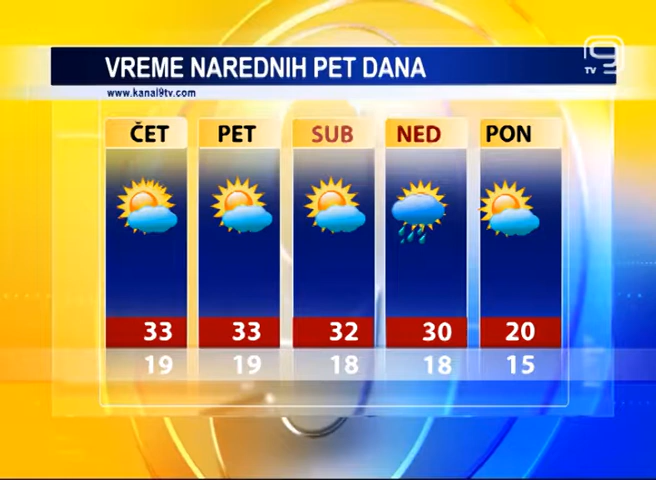 VREME NAREDNIH PET DANA
9
TV
www.kanal9tv.com
ČET PET SUB NED PON
33 33 32 30 20
19 19 18 18 15